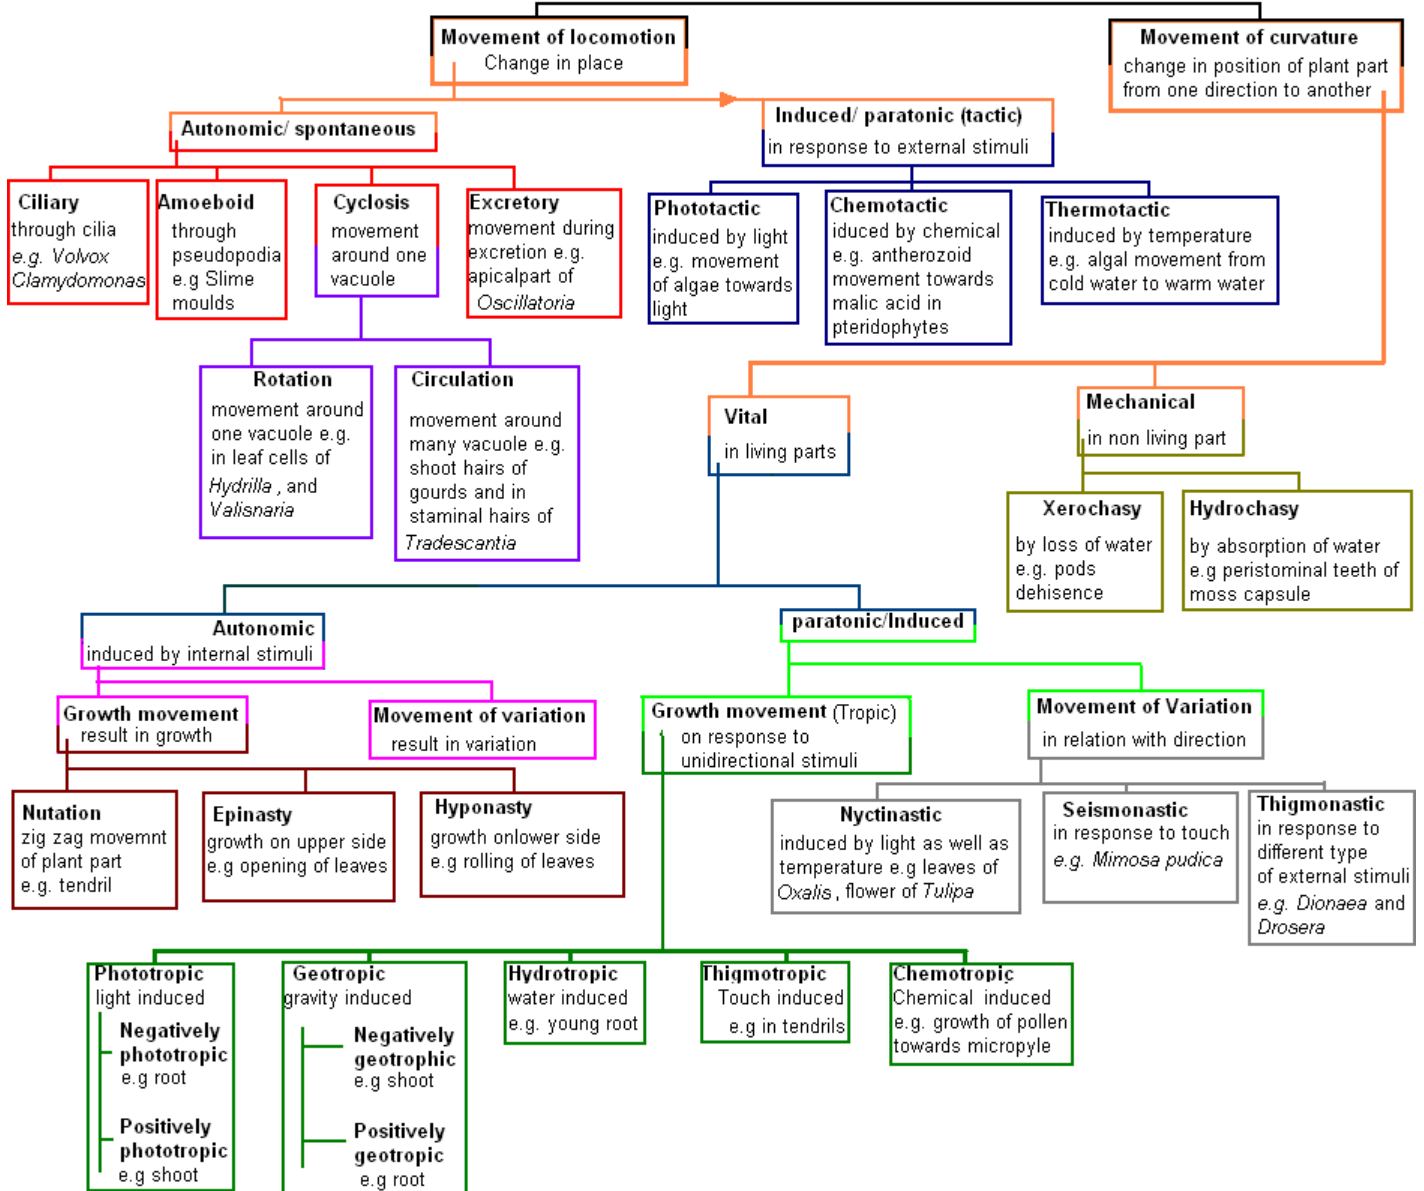 Movement of locomotion
Change in place
Movement of curvature
change in position of plant part
from one direction to another
Autonomic/ spontaneous
Induced/ paratonic (tactic)
in response to external stimuli
Ciliary
through cilia
e.g. Volvox
Clamydomonas
Amoeboid
through
pseudopodia
e.g Slime
moulds
Cyclosis
movement
around one
vacuole
Excretory
movement during
excretion e.g.
apicalpart of
Oscillatoria
Phototactic
induced by light
e.g. movement
of algae towards
light
Chemotactic
iduced by chemical
e.g. antherozoid
movement towards
malic acid in
pteridophytes
Thermotactic
induced by temperature
e.g. algal movement from
cold water to warm water
Rotation
movement around
one vacuole e.g.
in leaf cells of
Hydrilla , and
Valisnaria
Circulation
movement around
many vacuole e.g.
shoot hairs of
gourds and in
staminal hairs of
Tradescantia
Vital
in living parts
Mechanical
in non living part
Xerochasy
by loss of water
e.g. pods
dehisence
Hydrochasy
by absorption of water
e.g peristominal teeth of
moss capsule
Autonomic
induced by internal stimuli
paratonic/Induced
Growth movement
result in growth
Movement of variation
result in variation
Growth movement (Tropic)
on response to
unidirectional stimuli
Movement of Variation
in relation with direction
Nutation
zig zag movemnt
of plant part
e.g. tendril
Epinasty
growth on upper side
e.g opening of leaves
Hyponasty
growth onlower side
e.g rolling of leaves
Nyctinastic
induced by light as well as
temperature e.g leaves of
Oxalis , flower of Tulipa
Seismonastic
in response to touch
e.g. Mimosa pudica
Thigmonastic
in response to
different type
of external stimuli
e.g. Dionaea and
Drosera
Phototropic
light induced
Negatively
phototropic
e.g root
Positively
phototropic
e.g shoot
Geotropic
gravity induced
Negatively
geotrophic
e.g shoot
Positively
geotropic
e.g root
Hydrotropic
water induced
e.g. young root
Thigmotropic
Touch induced
e.g in tendrils
Chemotropic
Chemical induced
e.g. growth of pollen
towards micropyle